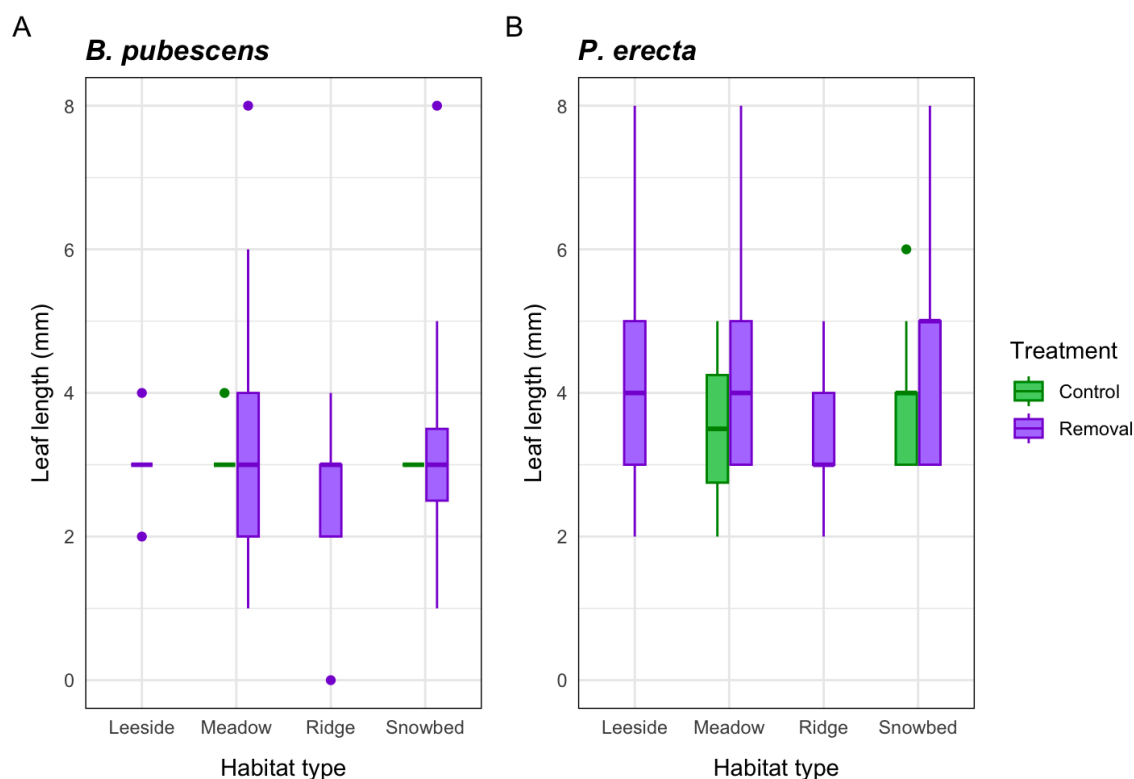 A
B. pubescens
Leaf length (mm)
8
6
4
2
0
Leeside Meadow Ridge Snowbed
Habitat type
B
P. erecta
Leaf length (mm)
8
6
4
2
0
Leeside Meadow Ridge Snowbed
Habitat type
Treatment
Control
Removal